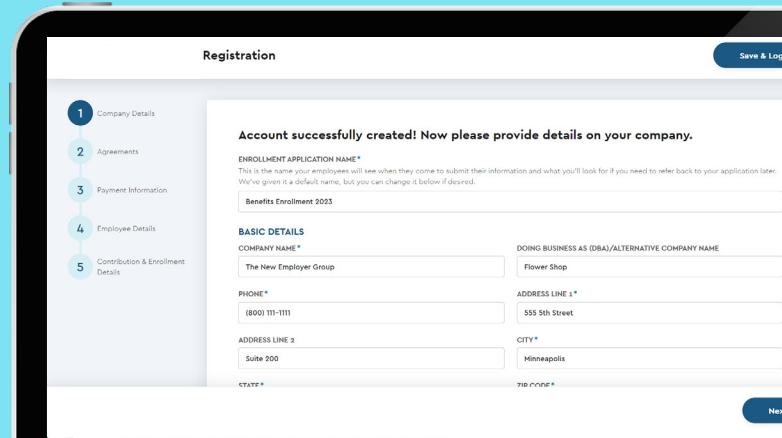 Registration
Save & Log
1 Company Details
2 Agreements
3 Payment Information
4 Employee Details
5 Contribution & Enrollment
Details
Account successfully created! Now please provide details on your company.
ENROLLMENT APPLICATION NAME*
This is the name your employees will see when they come to submit their information and what you'll look for if you need to refer back to your application later.
We've given it a default name, but you can change it below if desired.
Benefits Enrollment 2023
BASIC DETAILS
COMPANY NAME* DOING BUSINESS AS (DBA)/ALTERNATIVE COMPANY NAME
The New Employer Group Flower Shop
PHONE* ADDRESS LINE 1*
(800) 111-1111 555 5th Street
ADDRESS LINE 2 CITY*
Suite 200 Minneapolis
STATE* ZIP CODE*